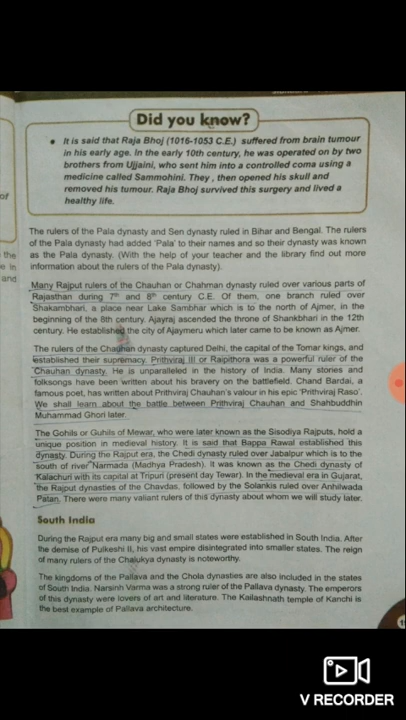 Did you know?
• It is said that Raja Bhoj (1016-1053 C.E.) suffered from brain tumour
in his early age. In the early 10th century, he was operated on by two
brothers from Ujjaini, who sent him into a controlled coma using a
medicine called Sammohini. They , then opened his skull and
removed his tumour. Raja Bhoj survived this surgery and lived a
healthy life.
of
the
e in
and
The rulers of the Pala dynasty and Sen dynasty ruled in Bihar and Bengal. The rulers
of the Pala dynasty had added 'Pala' to their names and so their dynasty was known
as the Pala dynasty. (With the help of your teacher and the library find out more
information about the rulers of the Pala dynasty).
Many Rajput rulers of the Chauhan or Chahman dynasty ruled over various parts of
Rajasthan during 7th and 8th century C.E. Of them, one branch ruled over
Shakambhari, a place near Lake Sambhar which is to the north of Ajmer, in the
beginning of the 8th century. Ajayraj ascended the throne of Shankbhari in the 12th
century. He established the city of Ajaymeru which later came to be known as Ajmer.
The rulers of the Chauhan dynasty captured Delhi, the capital of the Tomar kings, and
established their supremacy. Prithviraj III or Raipithora was a powerful ruler of the
Chauhan dynasty. He is unparalleled in the history of India. Many stories and
folksongs have been written about his bravery on the battlefield. Chand Bardai, a
famous poet, has written about Prithviraj Chauhan's valour in his epic 'Prithviraj Raso'.
We shall learn about the battle between Prithviraj Chauhan and Shahbuddhin
Muhammad Ghori later.
The Gohils or Guhils of Mewar, who were later known as the Sisodiya Rajputs, hold a
unique position in medieval history. It is said that Bappa Rawal established this
dynasty. During the Rajput era, the Chedi dynasty ruled over Jabalpur which is to the
south of river Narmada (Madhya Pradesh). It was known as the Chedi dynasty of
Kalachuri with its capital at Tripuri (present day Tewar). In the medieval era in Gujarat,
the Rajput dynasties of the Chavdas, followed by the Solankis ruled over Anhilwada
Patan. There were many valiant rulers of this dynasty about whom we will study later.
South India
During the Rajput era many big and small states were established in South India. After
the demise of Pulkeshi II, his vast empire disintegrated into smaller states. The reign
of many rulers of the Chalukya dynasty is noteworthy.
The kingdoms of the Pallava and the Chola dynasties are also included in the states
of South India. Narsinh Varma was a strong ruler of the Pallava dynasty. The emperors
of this dynasty were lovers of art and literature. The Kailashnath temple of Kanchi is
the best example of Pallava architecture.
V RECORDER